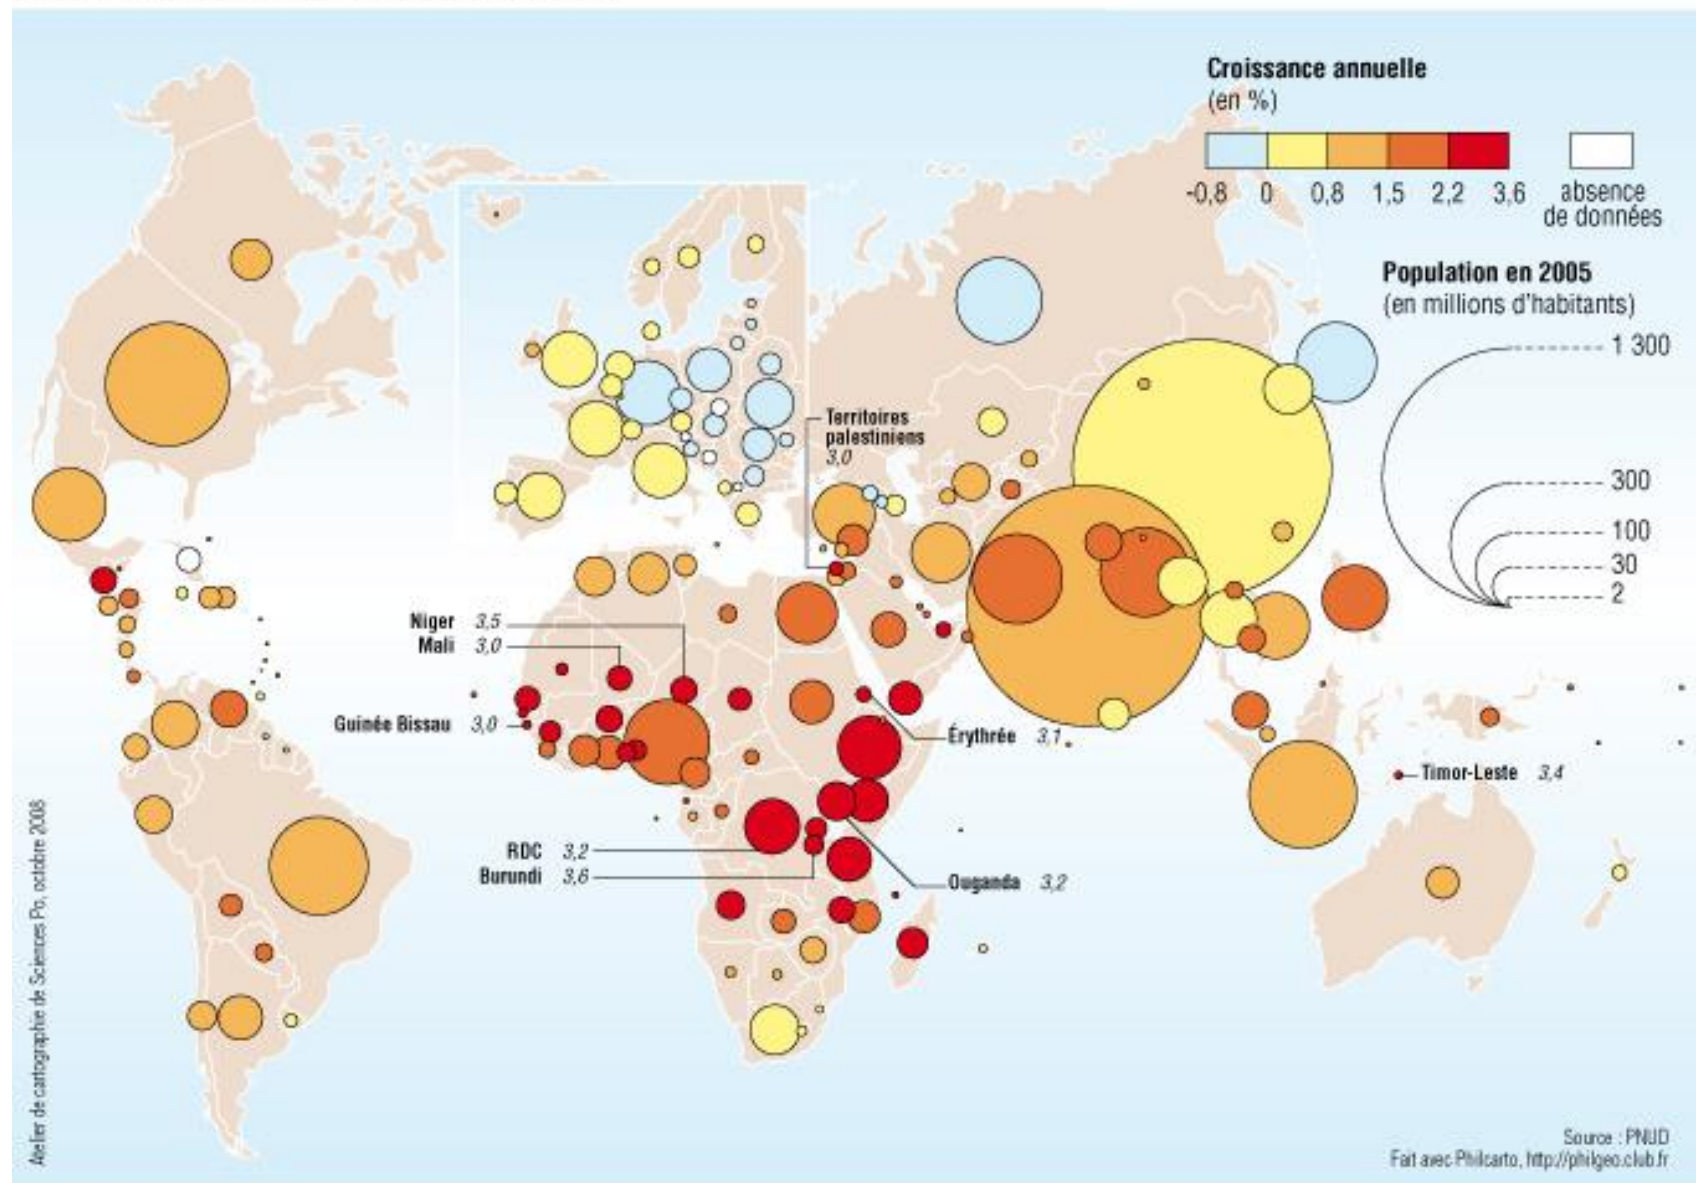 Croissance annuelle
(en %)
-0,8 0 0,8 1,5 2,2 3,6
absence
de données
Population en 2005
(en millions d'habitants)
1 300
300
100
30
2
Territoires
palestiniens
3,0
Niger 3,5
Mali 3,0
Guinée Bissau 3,0
Érythrée 3,1
Timor-Leste 3,4
RDC 3,2
Burundi 3,6
Ouganda 3,2
Atelier de cartographie de Sciences Po, octobre 2008
Source : PNUD
Fait avec Philcarto, http://philgeo.club.fr